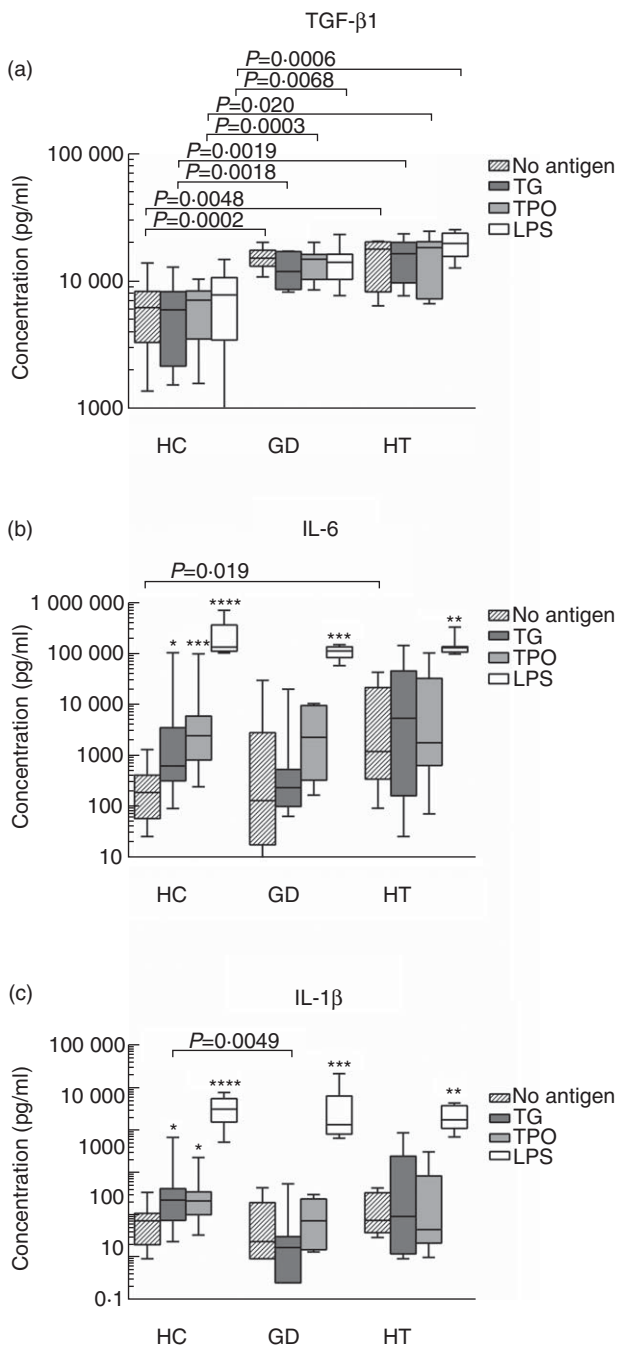 TGF-β1
(a)
P=0·0006
P=0·0068
P=0·020
P=0·0003
P=0·0019
P=0·0018
P=0·0048
P=0·0002
Concentration (pg/ml)
100 000
10 000
1000
No antigen
TG
TPO
LPS
HC GD HT
(b)
IL-6
P=0·019
Concentration (pg/ml)
1 000 000
100 000
10 000
1000
100
10
* *** **** *** **
No antigen
TG
TPO
LPS
HC GD HT
(c)
IL-1β
P=0·0049
Concentration (pg/ml)
100 000
10 000
1000
100
10
0·1
* * **** *** **
No antigen
TG
TPO
LPS
HC GD HT